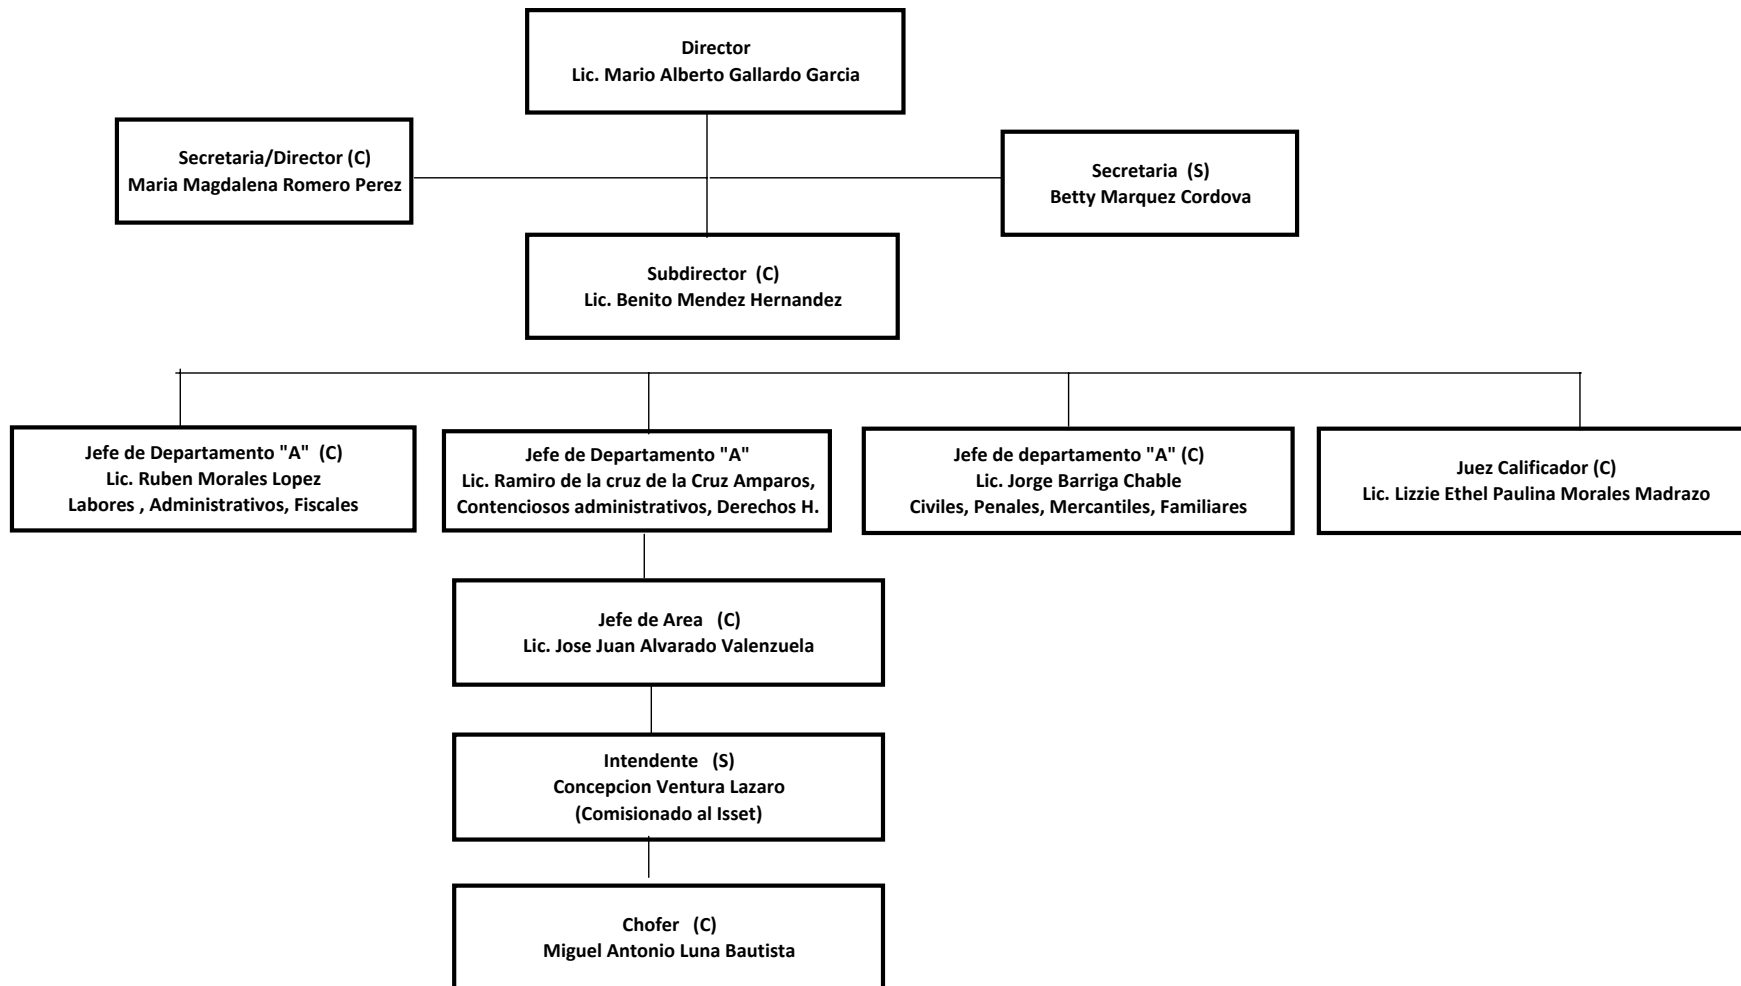 Director
Lic. Mario Alberto Gallardo Garcia
Secretaria/Director (C)
Maria Magdalena Romero Perez
Secretaria (S)
Betty Marquez Cordova
Subdirector (C)
Lic. Benito Mendez Hernandez
Jefe de Departamento "A" (C)
Lic. Ruben Morales Lopez
Labores , Administrativos, Fiscales
Jefe de Departamento "A"
Lic. Ramiro de la cruz de la Cruz Amparos,
Contenciosos administrativos, Derechos H.
Jefe de departamento "A" (C)
Lic. Jorge Barriga Chable
Civiles, Penales, Mercantiles, Familiares
Juez Calificador (C)
Lic. Lizzie Ethel Paulina Morales Madrazo
Jefe de Area (C)
Lic. Jose Juan Alvarado Valenzuela
Intendente (S)
Concepcion Ventura Lazaro
(Comisionado al Isset)
Chofer (C)
Miguel Antonio Luna Bautista